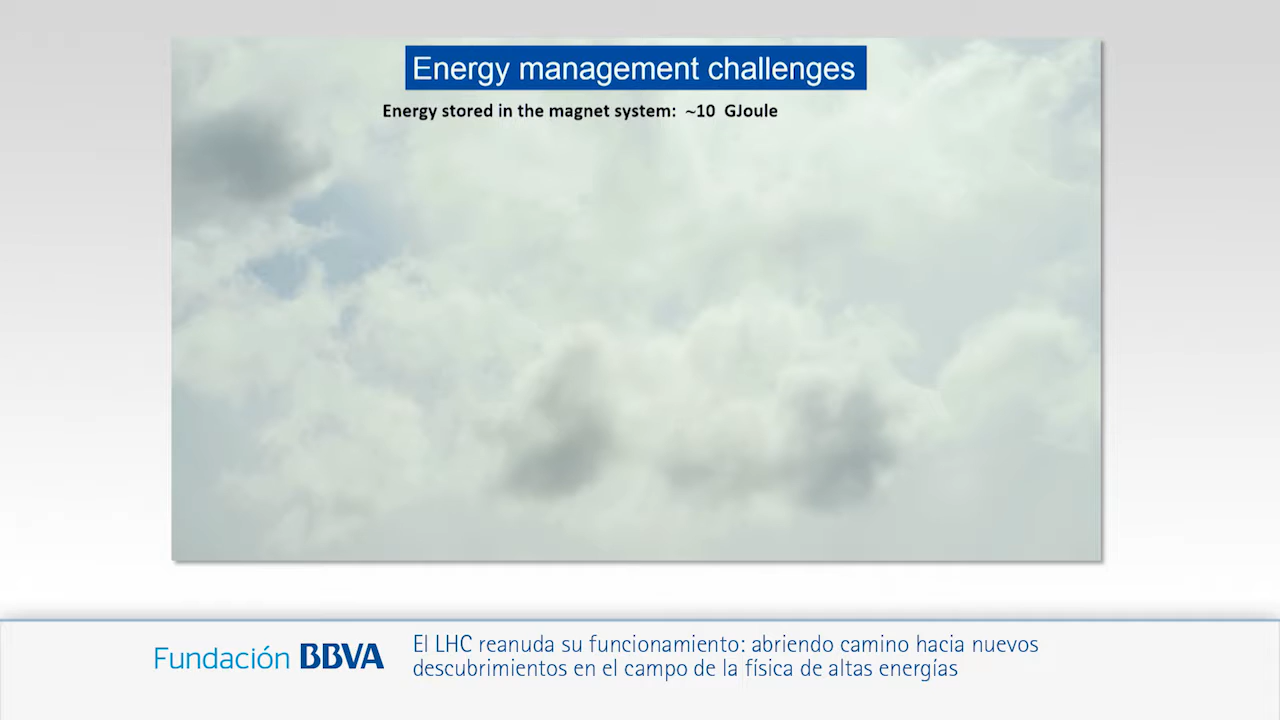 Energy management challenges
Energy stored in the magnet system: ~10 GJoule
Fundación BBVA
El LHC reanuda su funcionamiento: abriendo camino hacia nuevos
descubrimientos en el campo de la física de altas energías